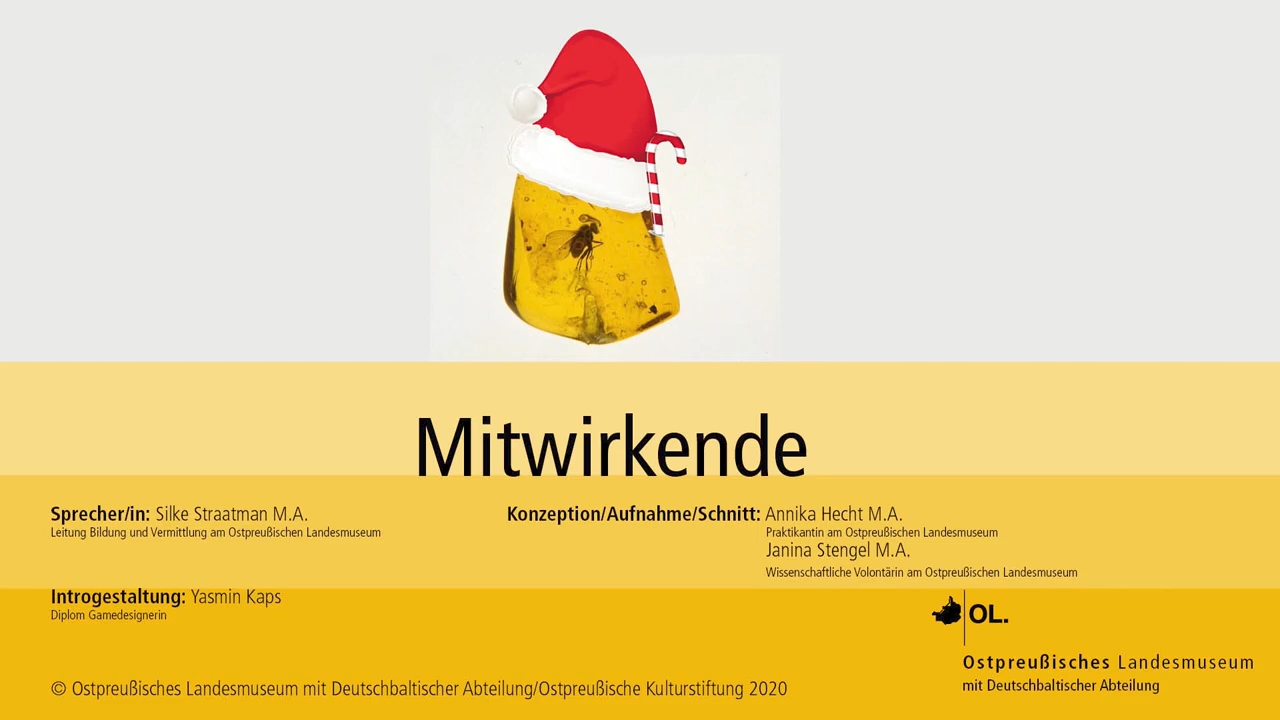 Mitwirkende
Sprecher/in: Silke Straatman M.A.
Leitung Bildung und Vermittlung am Ostpreußischen Landesmuseum
Konzeption/Aufnahme/Schnitt: Annika Hecht M.A.
Praktikantin am Ostpreußischen Landesmuseum
Janina Stengel M.A.
Wissenschaftliche Volontärin am Ostpreußischen Landesmuseum
Introgestaltung: Yasmin Kaps
Diplom Gamedesignerin
OL.
Ostpreußisches Landesmuseum
mit Deutschbaltischer Abteilung
© Ostpreußisches Landesmuseum mit Deutschbaltischer Abteilung/Ostpreußische Kulturstiftung 2020